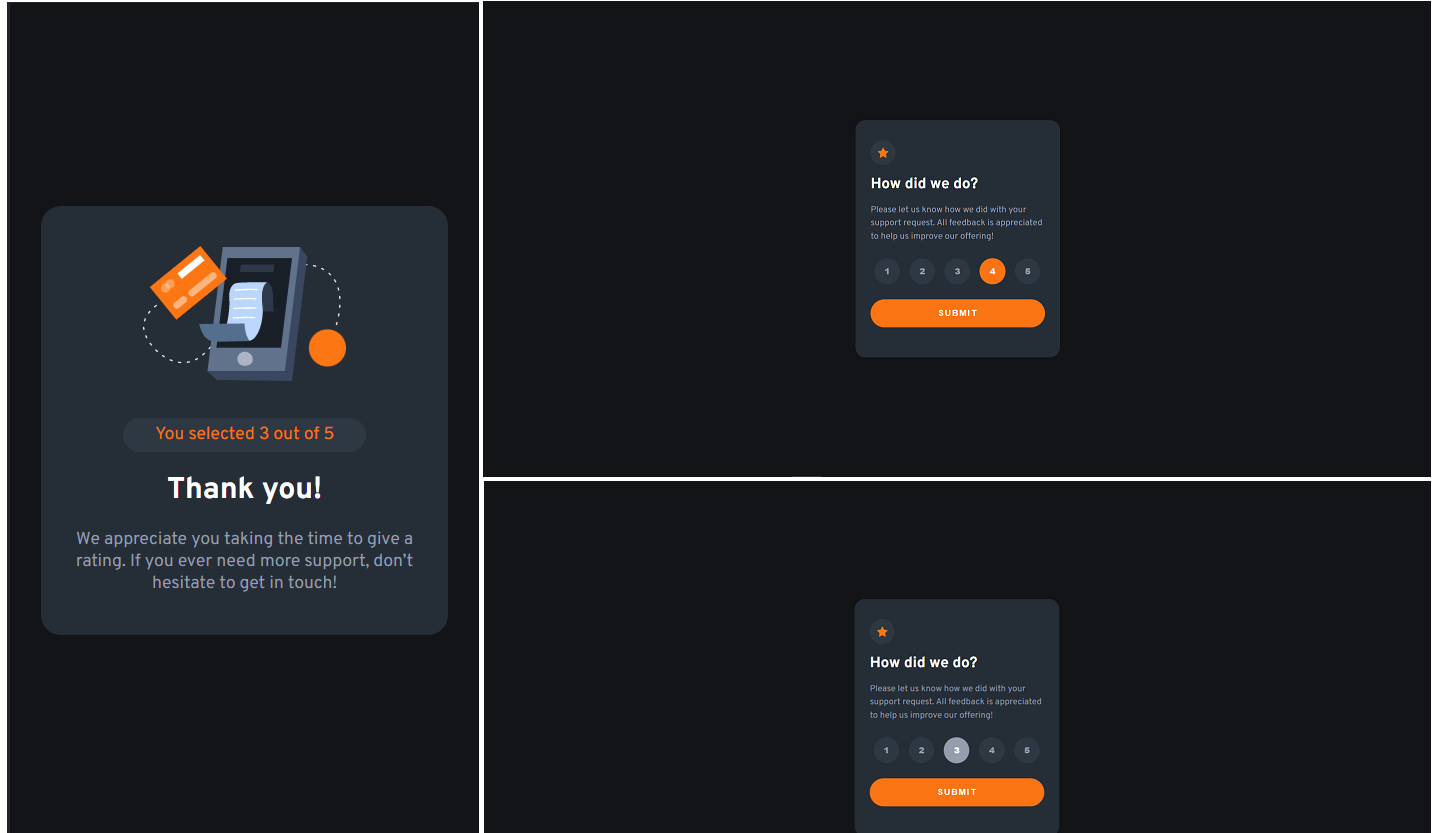 You selected 3 out of 5
Thank you!
We appreciate you taking the time to give a
rating. If you ever need more support, don’t
hesitate to get in touch!
How did we do?
Please let us know how we did with your
support request. All feedback is appreciated
to help us improve our offering!
1 2 3 4 5
SUBMIT
How did we do?
Please let us know how we did with your
support request. All feedback is appreciated
to help us improve our offering!
1 2 3 4 5
SUBMIT